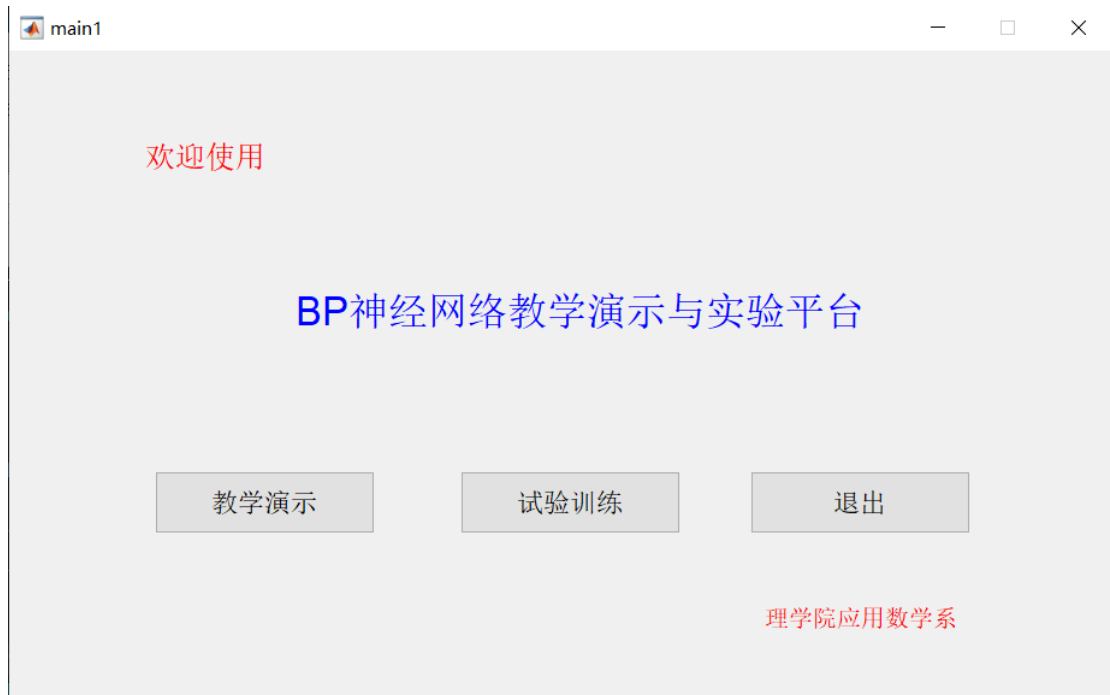 main1
欢迎使用
BP神经网络教学演示与实验平台
教学演示
试验训练
退出
理学院应用数学系